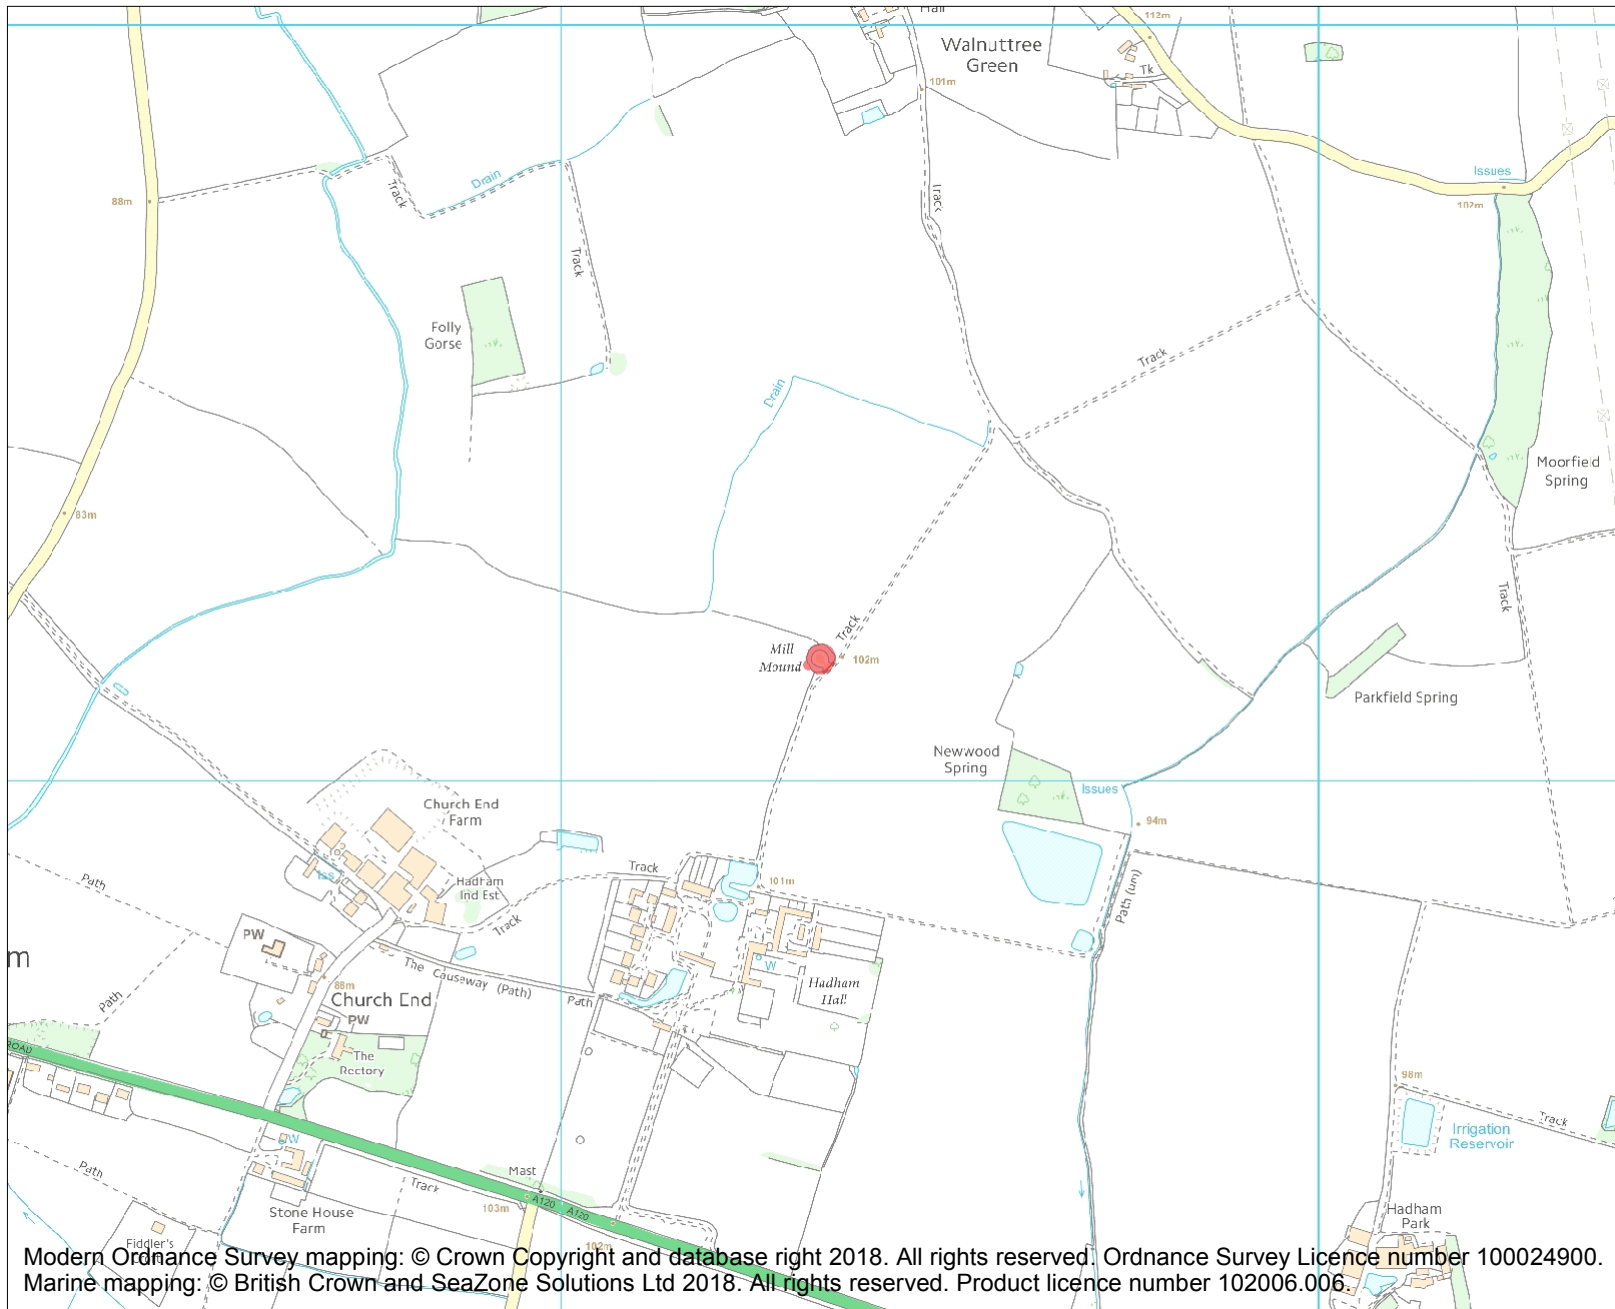 Hall
112m
Walnuttree
Green
Tk
101m
Issues
102m
Drain
Track
Track
88m
Track
Folly
Gorse
Track
Drain
Moorfield
Spring
83m
Track
Track
Mill
Mound
102m
Parkfield Spring
Newwood
Spring
Issues
94m
Church End
Farm
Track
Iss
Hadham
Ind Est
101m
Path
Path (um)
Track
PW
W
m
The Causeway (Path)
Path
Hadham
Hall
88m
Church End
PW
Path
ROAD
The
Rectory
98m
Track
Irrigation
Reservoir
W
Path
Mast
Track
A120
A120
103m
Stone House
Farm
Hadham
Park
Fiddler's
102m
Modern Ordnance Survey mapping: © Crown Copyright and database right 2018. All rights reserved. Ordnance Survey Licence number 100024900.
Marine mapping: © British Crown and SeaZone Solutions Ltd 2018. All rights reserved. Product licence number 102006.006.